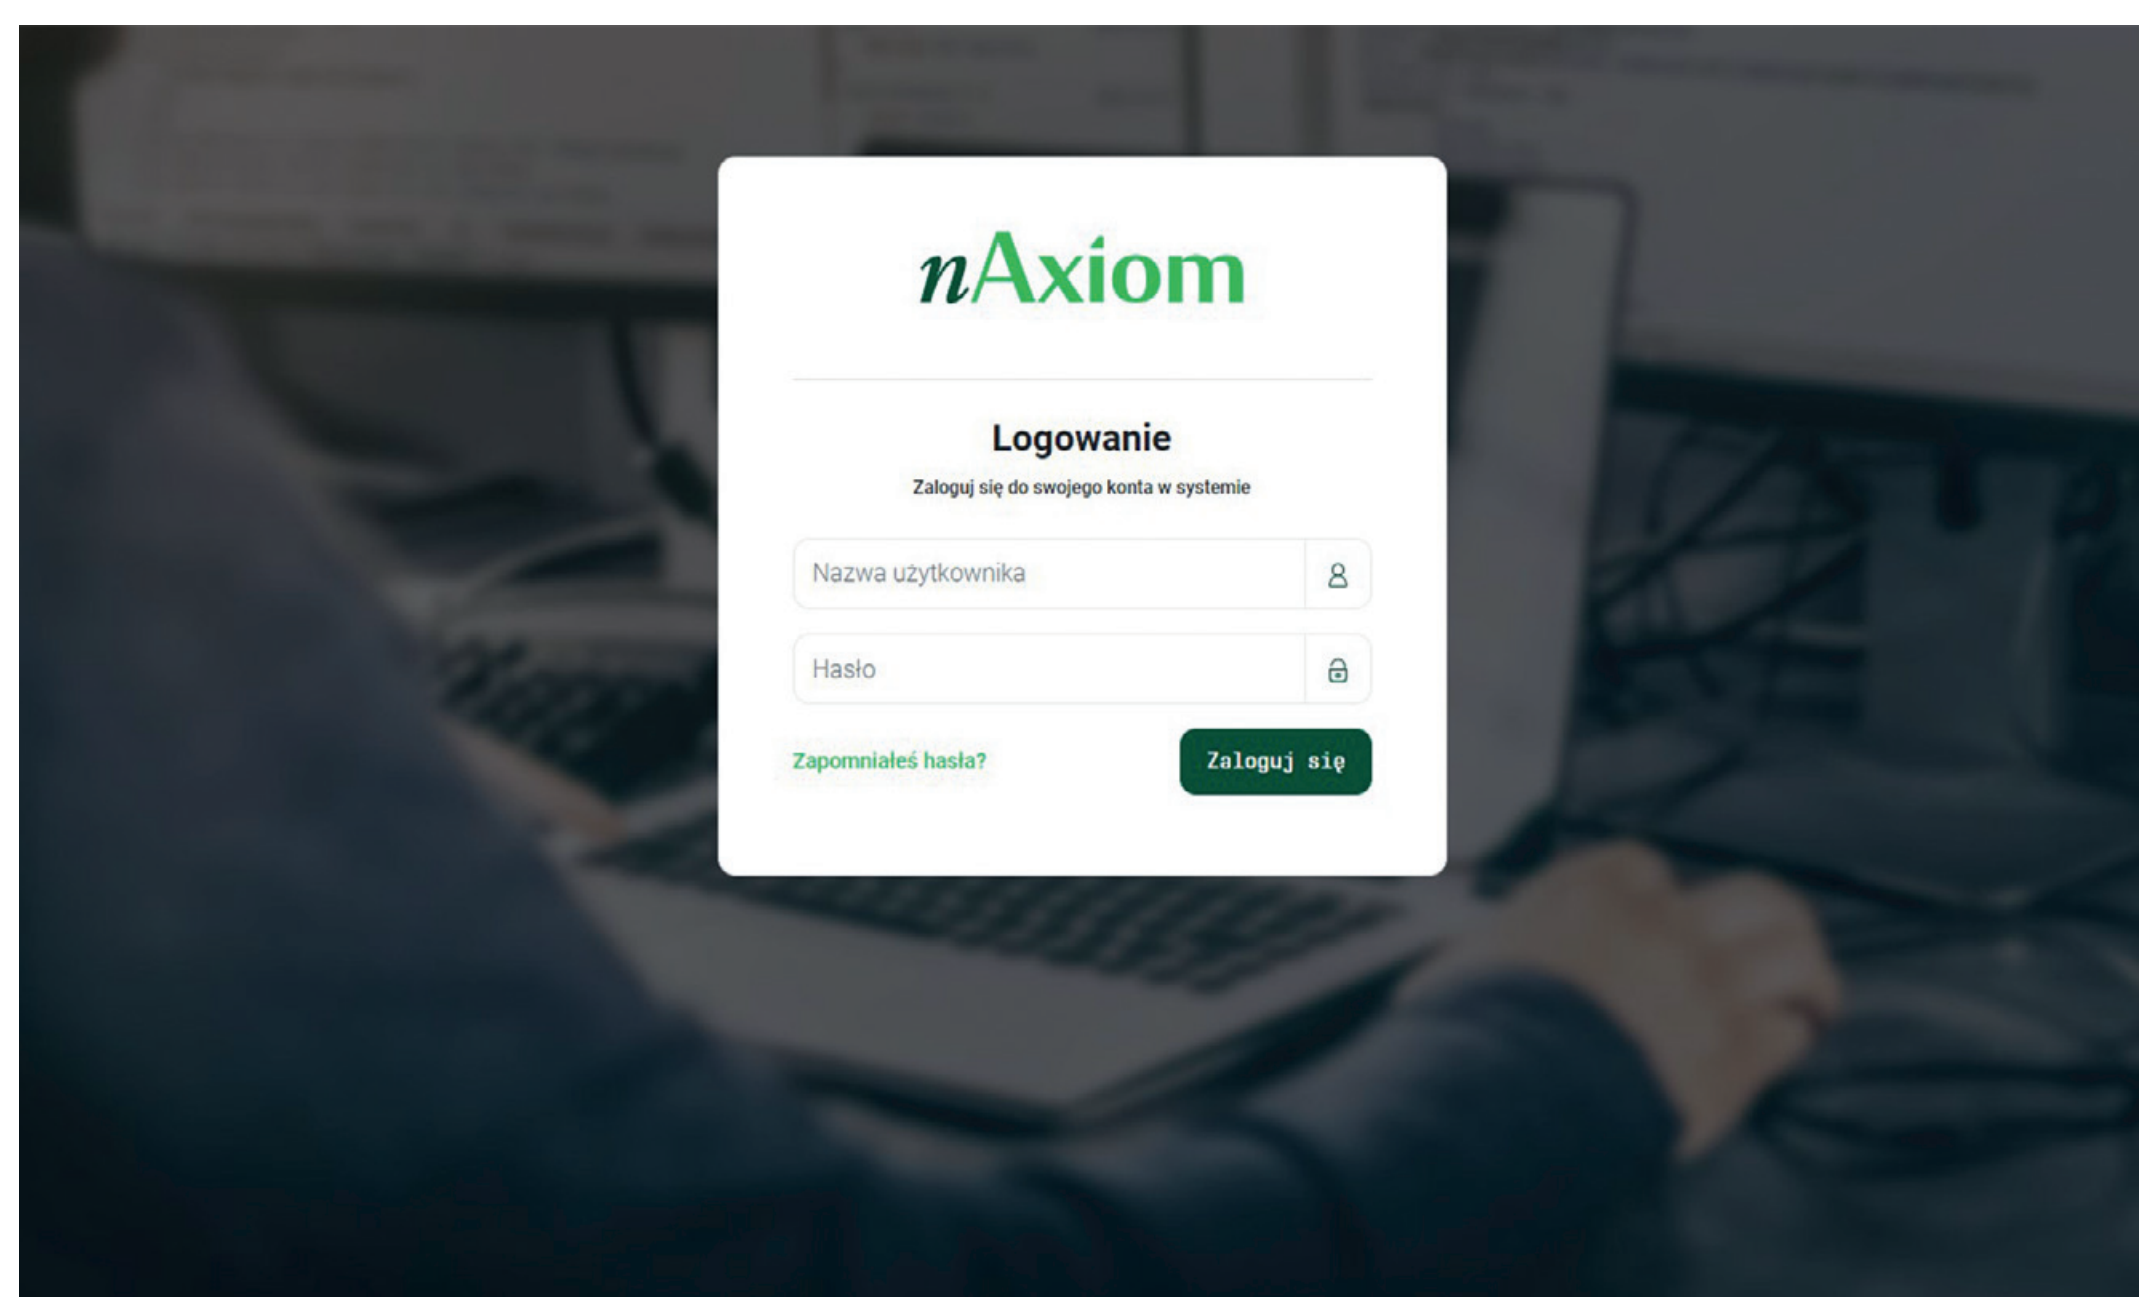 nAxiom
Logowanie
Zaloguj się do swojego konta w systemie
Nazwa użytkownika
Hasło
Zapomniałeś hasła?
Zaloguj się